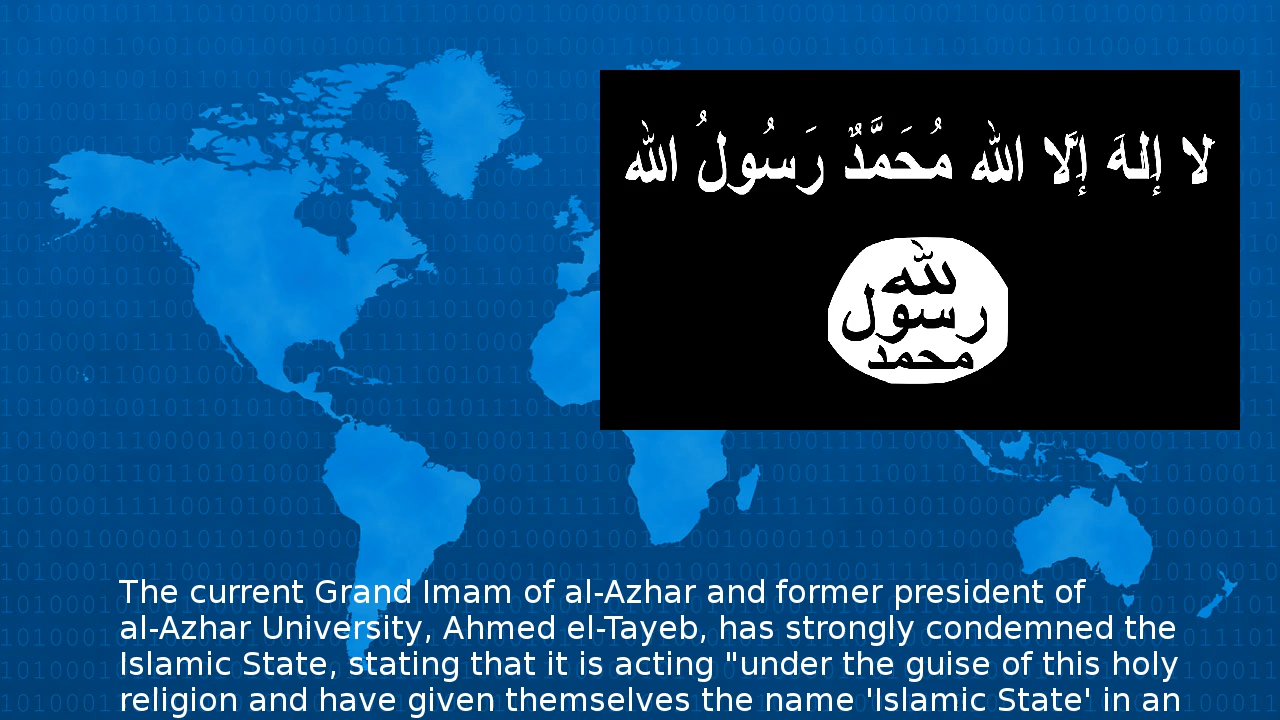 لا إله إلا الله مُحَمَّدٌ رَسُولُ الله
الله
رسول
محمد
The current Grand Imam of al-Azhar and former president of
al-Azhar University, Ahmed el-Tayeb, has strongly condemned the
Islamic State, stating that it is acting "under the guise of this holy
religion and have given themselves the name 'Islamic State' in an